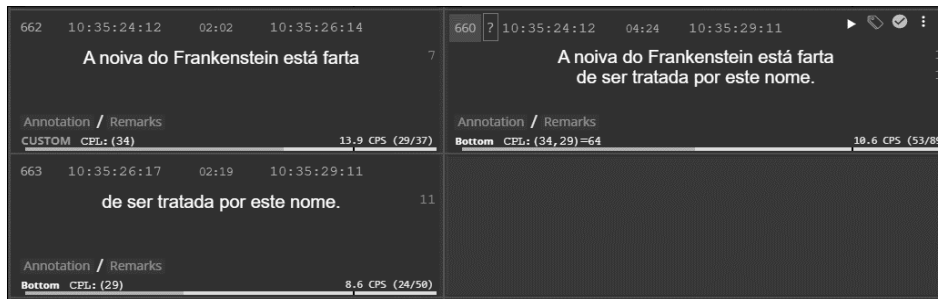 662 10:35:24:12 02:02 10:35:26:14
A noiva do Frankenstein está farta 7
Annotation / Remarks
CUSTOM CPL:(34) 13.9 CPS (29/37)
660 ? 10:35:24:12 04:24 10:35:29:11
A noiva do Frankenstein está farta
de ser tratada por este nome.
Annotation / Remarks
Bottom CPL:(34,29)=64 10.6 CPS (53/89
663 10:35:26:17 02:19 10:35:29:11
de ser tratada por este nome. 11
Annotation / Remarks
Bottom CPL:(29) 8.6 CPS (24/50)